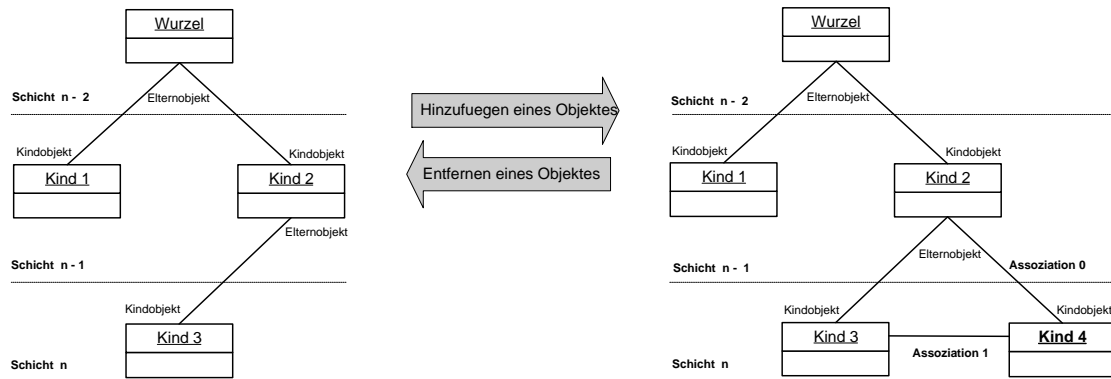 Wurzel
Schicht n - 2
Elternobjekt
Kindobjekt
Kindobjekt
Kind 1
Kind 2
Elternobjekt
Schicht n - 1
Kindobjekt
Kind 3
Schicht n
Hinzufuegen eines Objektes
Entfernen eines Objektes
Wurzel
Schicht n - 2
Elternobjekt
Kindobjekt
Kindobjekt
Kind 1
Kind 2
Elternobjekt
Assoziation 0
Schicht n - 1
Kindobjekt
Kindobjekt
Kind 3
Kind 4
Assoziation 1
Schicht n